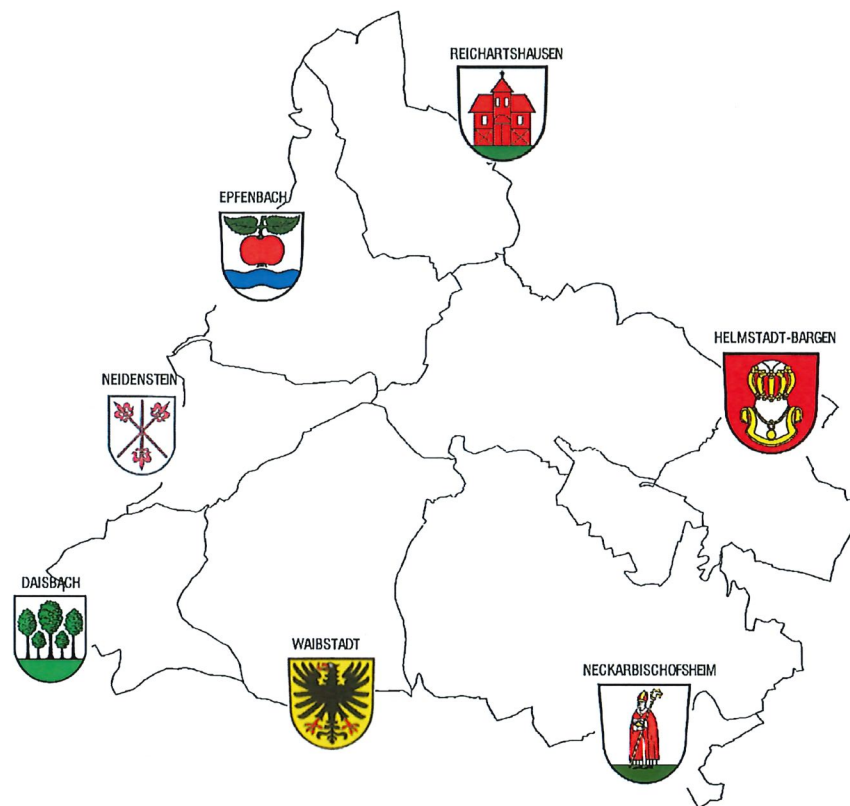 REICHARTSHAUSEN
EPFENBACH
HELMSTADT-BARGEN
NEIDENSTEIN
DAISBACH
WAIBSTADT
NECKARBISCHOFSHEIM